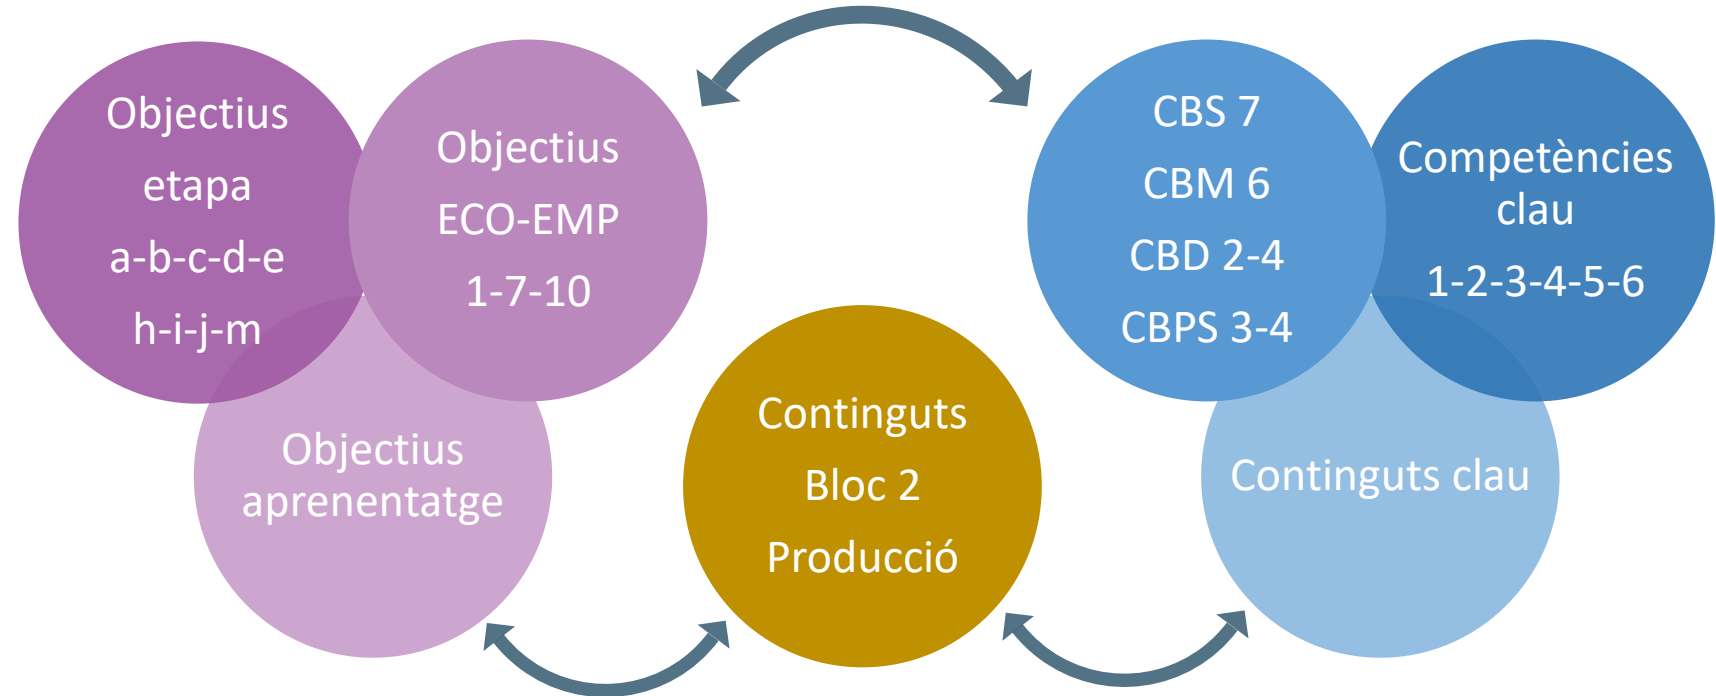 Objectius
etapa
a-b-c-d-e
h-i-j-m
Objectius
ECO-EMP
1-7-10
Objectius
aprenentatge
Continguts
Bloc 2
Producció
CBS 7
CBM 6
CBD 2-4
CBPS 3-4
Competències
clau
1-2-3-4-5-6
Continguts clau